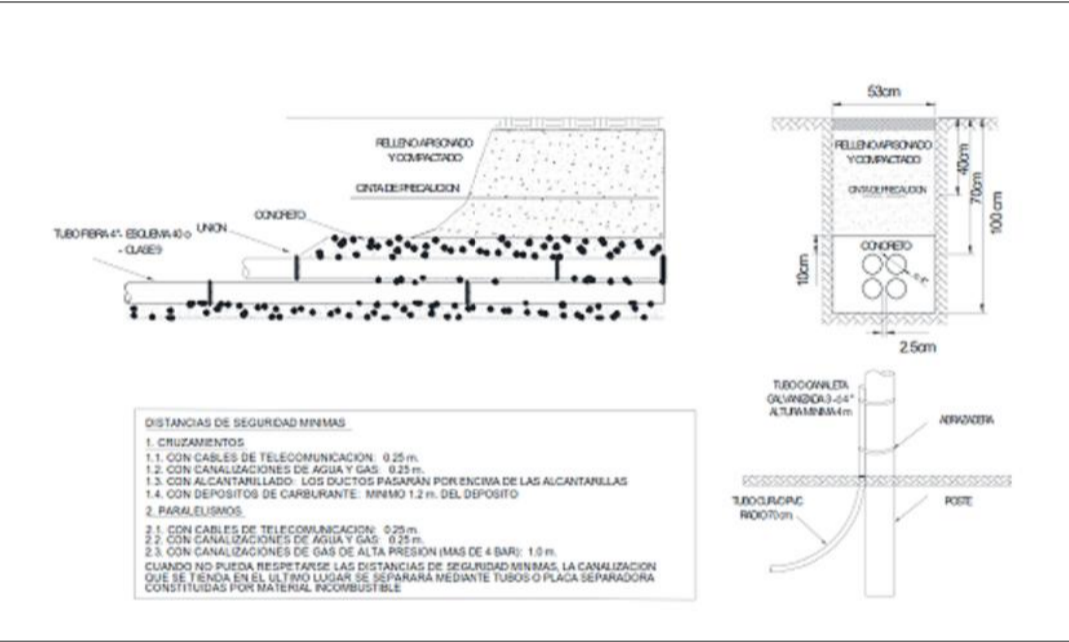 RELLENO APISONADO
Y COMPACTADO
CINTA DE PRECAUCION
CONCRETO
UNION
TUBO FIBRA 4"- ESQUEMA 40 o
- CLASE 9
53cm
RELLENO APISONADO
Y COMPACTADO
CINTA DE PRECAUCION
CONCRETO
40cm
70cm
100 cm
10cm
2.5cm
TUBO O CANALETA
GALVANIZADA 3 - ó 4"
ALTURA MINIMA 4 m
ABRAZADERA
TUBO CURVO PVC
RADIO 70 cm
POSTE
DISTANCIAS DE SEGURIDAD MINIMAS
1. CRUZAMIENTOS
1.1. CON CABLES DE TELECOMUNICACION: 0.25 m.
1.2. CON CANALIZACIONES DE AGUA Y GAS: 0.25 m.
1.3. CON ALCANTARILLADO: LOS DUCTOS PASARÁN POR ENCIMA DE LAS ALCANTARILLAS
1.4. CON DEPOSITOS DE CARBURANTE: MINIMO 1.2 m. DEL DEPOSITO
2. PARALELISMOS
2.1. CON CABLES DE TELECOMUNICACION: 0.25 m.
2.2. CON CANALIZACIONES DE AGUA Y GAS: 0.25 m.
2.3. CON CANALIZACIONES DE GAS DE ALTA PRESION (MAS DE 4 BAR): 1.0 m.
CUANDO NO PUEDA RESPETARSE LAS DISTANCIAS DE SEGURIDAD MINIMAS, LA CANALIZACION
QUE SE TIENDA EN EL ULTIMO LUGAR SE SEPARARÁ MEDIANTE TUBOS O PLACA SEPARADORA
CONSTITUIDAS POR MATERIAL INCOMBUSTIBLE